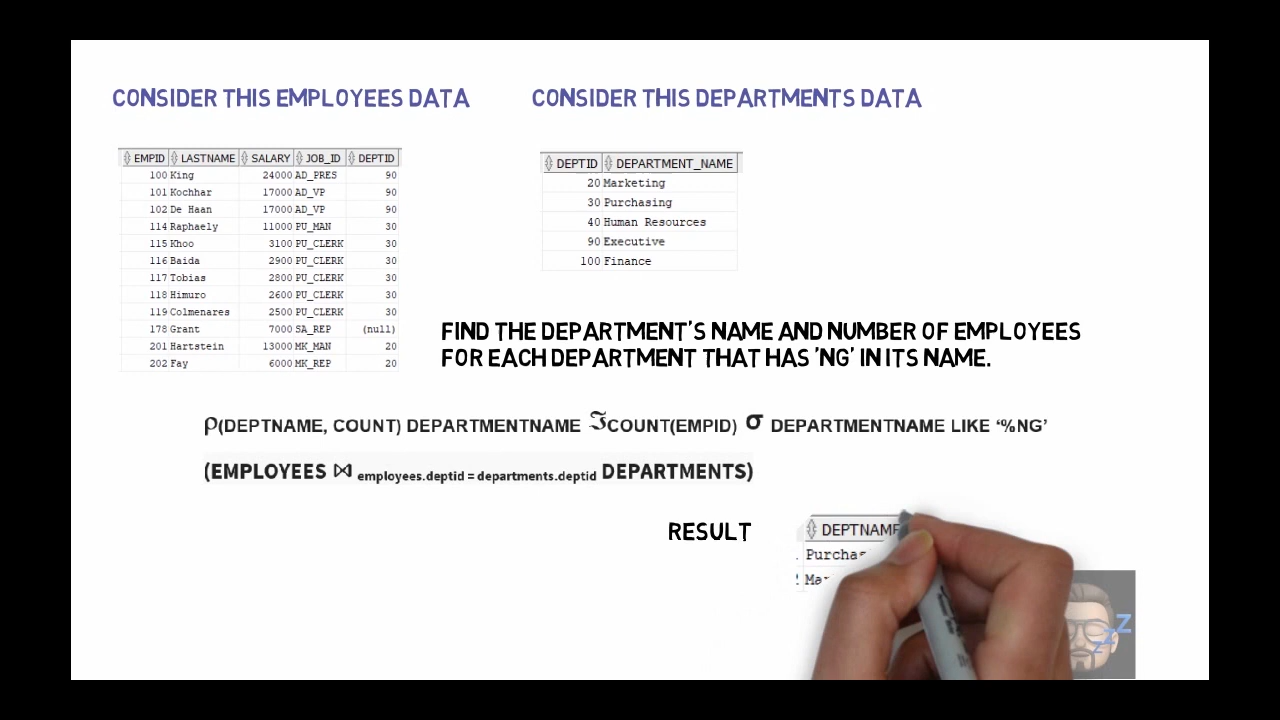 CONSIDER THIS EMPLOYEES DATA
CONSIDER THIS DEPARTMENTS DATA
EMPID LASTNAME SALARY JOB_ID DEPTID
100 King 24000 AD_PRES 90
101 Kochhar 17000 AD_VP 90
102 De Haan 17000 AD_VP 90
114 Raphaely 11000 PU_MAN 30
115 Khoo 3100 PU_CLERK 30
116 Baida 2900 PU_CLERK 30
117 Tobias 2800 PU_CLERK 30
118 Himuro 2600 PU_CLERK 30
119 Colmenares 2500 PU_CLERK 30
178 Grant 7000 SA_REP (null)
201 Hartstein 13000 MK_MAN 20
202 Fay 6000 MK_REP 20
DEPTID DEPARTMENT_NAME
20 Marketing
30 Purchasing
40 Human Resources
90 Executive
100 Finance
FIND THE DEPARTMENT'S NAME AND NUMBER OF EMPLOYEES
FOR EACH DEPARTMENT THAT HAS 'NG' IN ITS NAME.
ρ(DEPTNAME, COUNT) DEPARTMENTNAME ℑCOUNT(EMPID) σ DEPARTMENTNAME LIKE ‘%NG’
(EMPLOYEES ⋈ employees.deptid = departments.deptid DEPARTMENTS)
RESULT
DEPTNAME
Purchas
Mar
z z Z